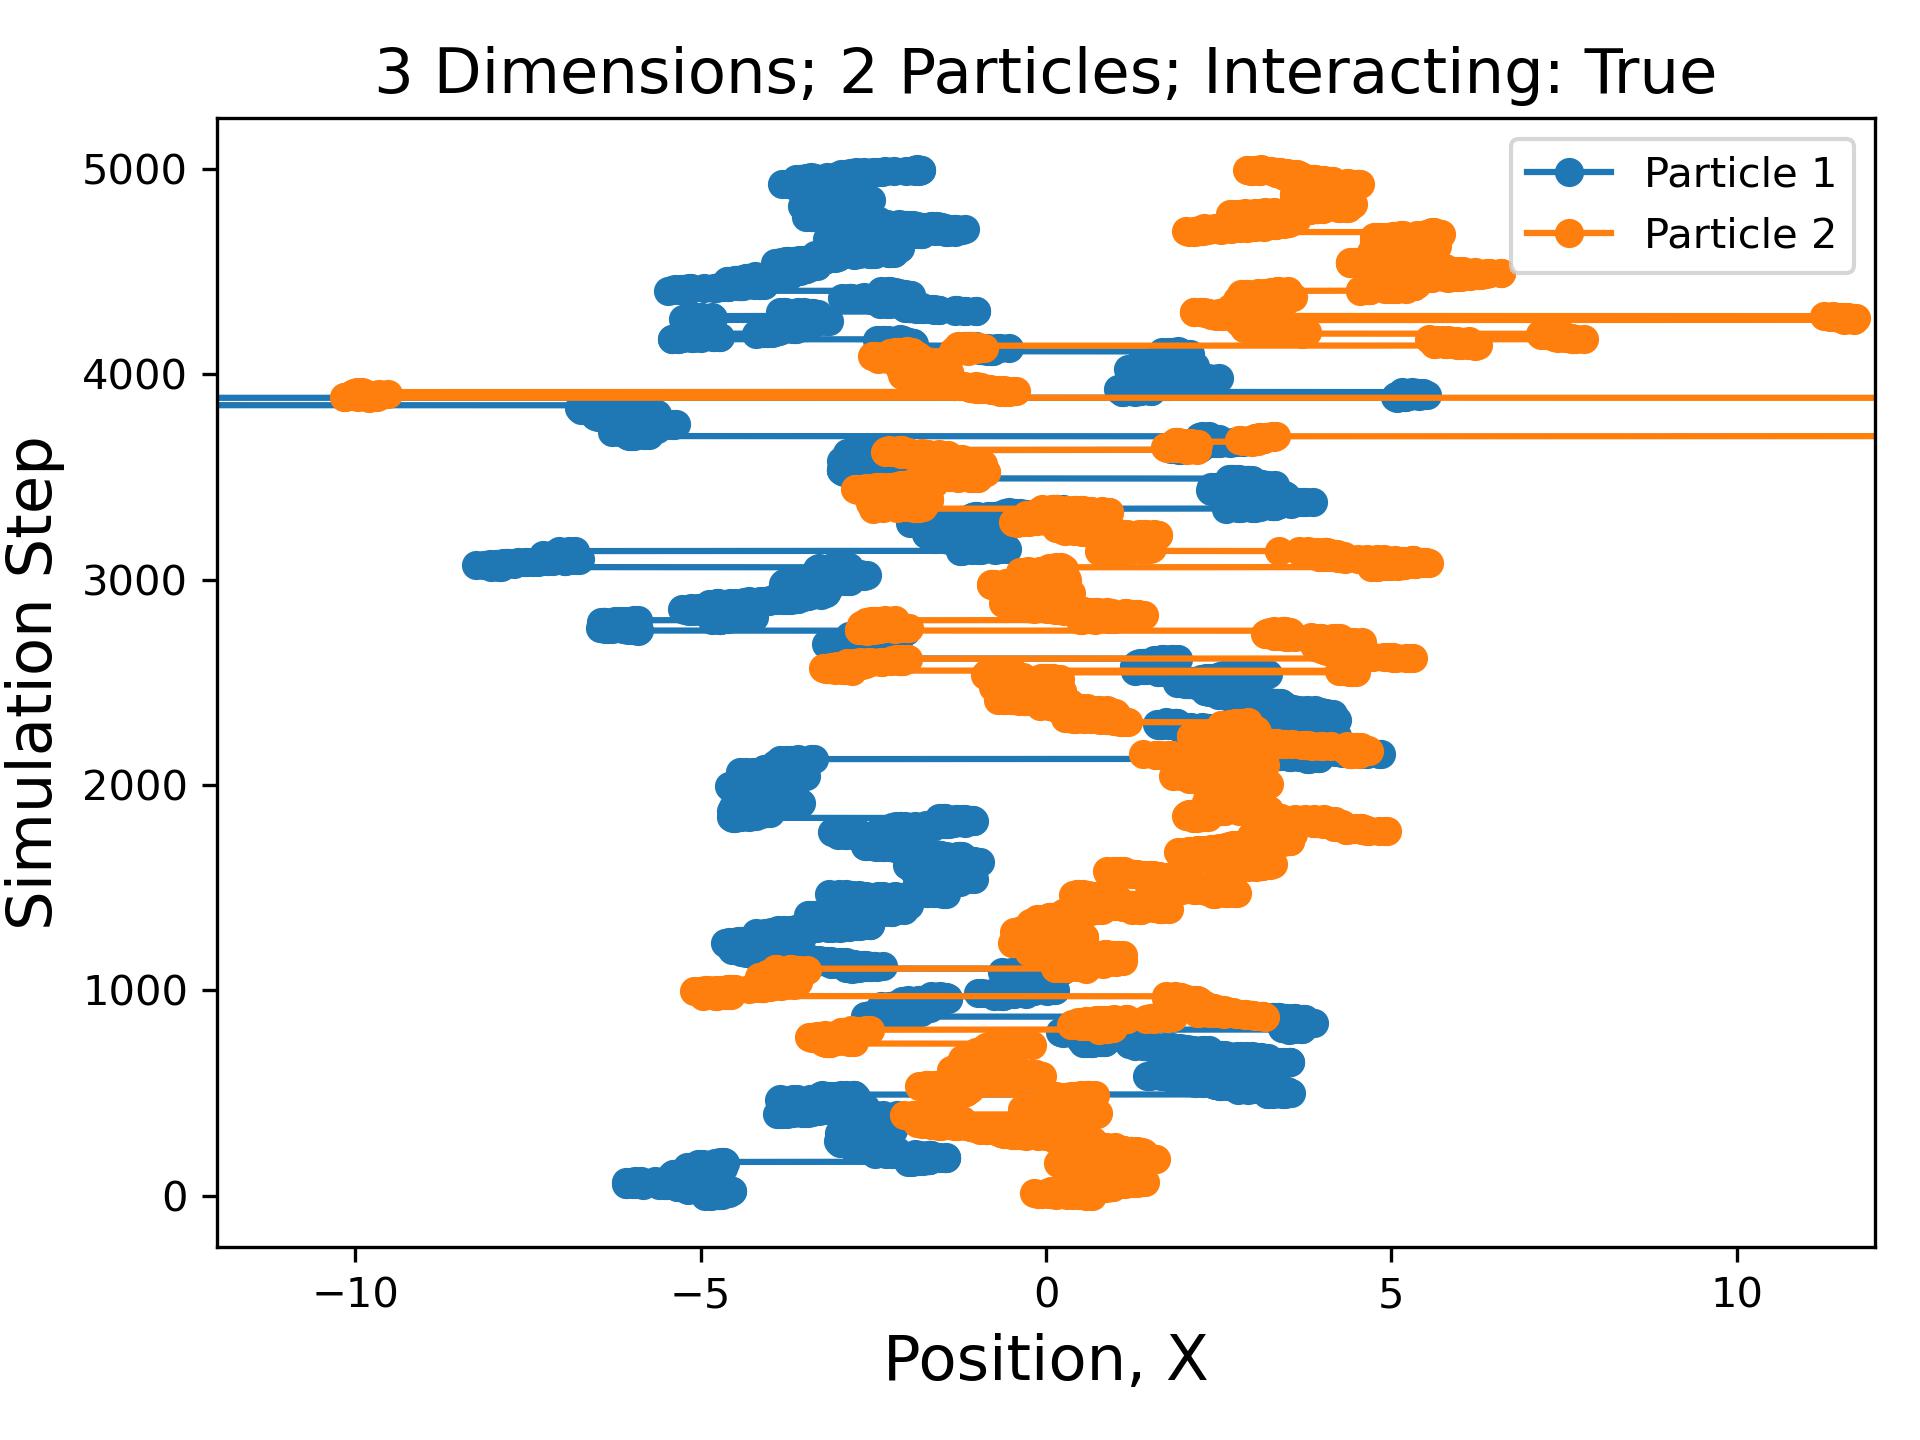 3 Dimensions; 2 Particles; Interacting: True
Particle 1
Particle 2
Simulation Step
5000
4000
3000
2000
1000
0
−10
−5
0
5
10
Position, X